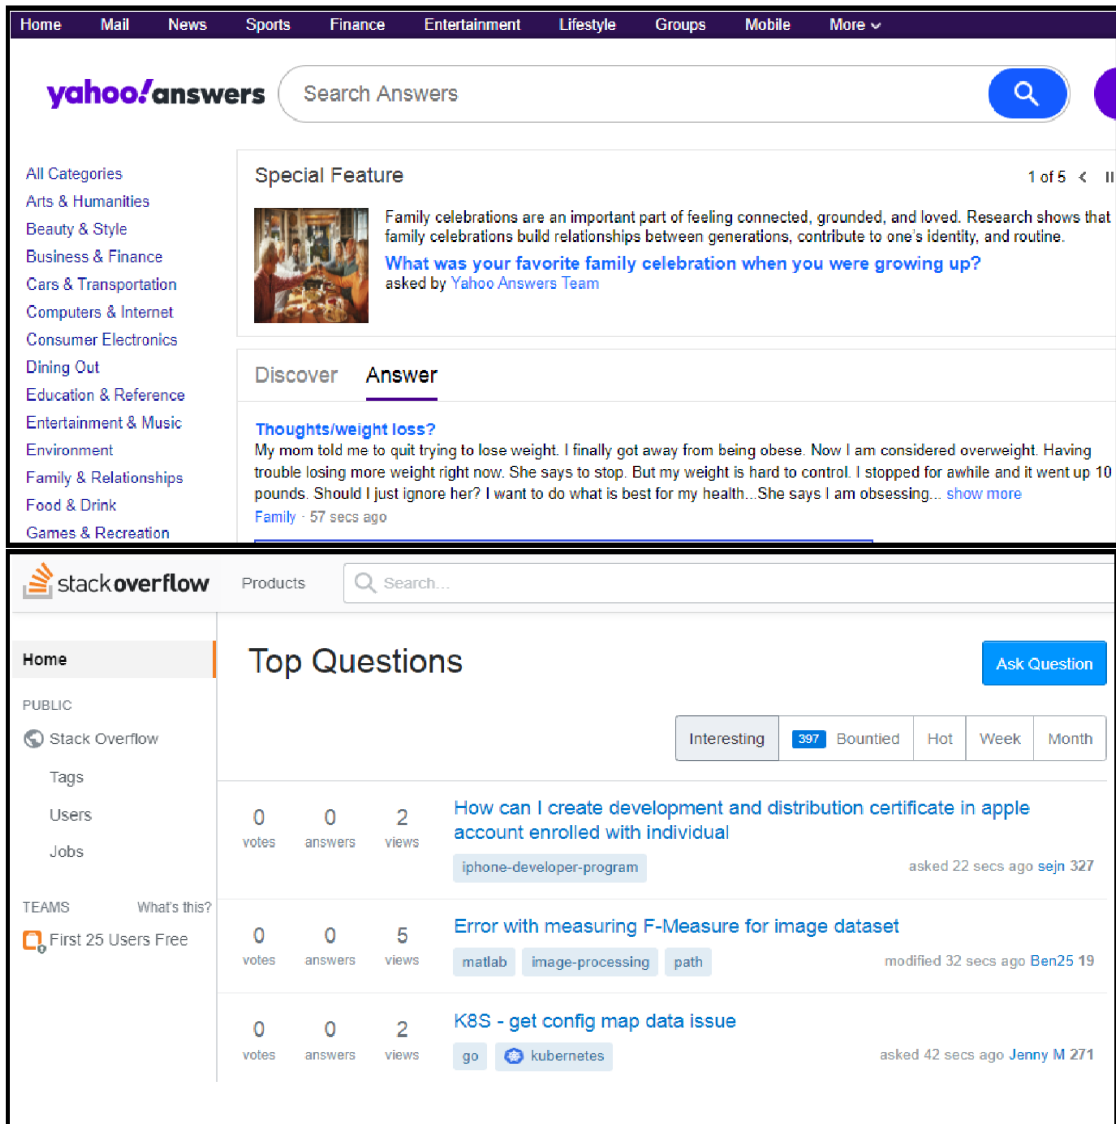 Home Mail News Sports Finance Entertainment Lifestyle Groups Mobile More
yahoo!answers Search Answers
All Categories
Arts & Humanities
Beauty & Style
Business & Finance
Cars & Transportation
Computers & Internet
Consumer Electronics
Dining Out
Education & Reference
Entertainment & Music
Environment
Family & Relationships
Food & Drink
Games & Recreation
Special Feature 1 of 5
Family celebrations are an important part of feeling connected, grounded, and loved. Research shows that
family celebrations build relationships between generations, contribute to one's identity, and routine.
What was your favorite family celebration when you were growing up?
asked by Yahoo Answers Team
Discover Answer
Thoughts/weight loss?
My mom told me to quit trying to lose weight. I finally got away from being obese. Now I am considered overweight. Having
trouble losing more weight right now. She says to stop. But my weight is hard to control. I stopped for awhile and it went up 10
pounds. Should I just ignore her? I want to do what is best for my health...She says I am obsessing... show more
Family · 57 secs ago
stackoverflow Products Search...
Home
PUBLIC
Stack Overflow
Tags
Users
Jobs
TEAMS What's this?
First 25 Users Free
Top Questions Ask Question
Interesting 397 Bountied Hot Week Month
0 0 2 How can I create development and distribution certificate in apple
votes answers views account enrolled with individual
iphone-developer-program asked 22 secs ago sejn 327
0 0 5 Error with measuring F-Measure for image dataset
votes answers views matlab image-processing path modified 32 secs ago Ben25 19
0 0 2 K8S - get config map data issue
votes answers views go kubernetes asked 42 secs ago Jenny M 271